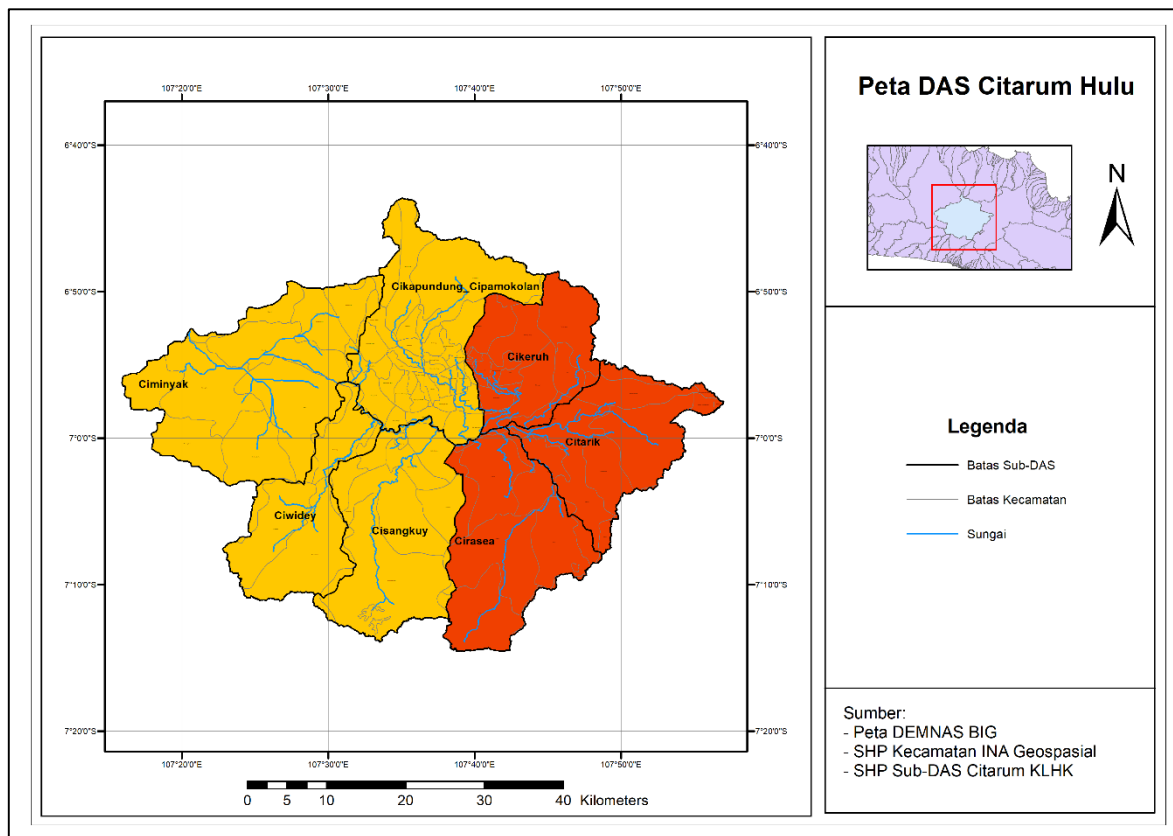 Peta DAS Citarum Hulu
N
107°20'0"E 107°30'0"E 107°40'0"E 107°50'0"E
6°40'0"S 6°40'0"S
6°50'0"S 6°50'0"S
7°0'0"S 7°0'0"S
7°10'0"S 7°10'0"S
7°20'0"S 7°20'0"S
107°20'0"E 107°30'0"E 107°40'0"E 107°50'0"E
Cikapundung Cipamokolan
Cikeruh
Ciminyak
Citarik
Ciwidey
Cisangkuy
Cirasea
0 5 10 20 30 40 Kilometers
Legenda
Batas Sub-DAS
Batas Kecamatan
Sungai
Sumber:
- Peta DEMNAS BIG
- SHP Kecamatan INA Geospasial
- SHP Sub-DAS Citarum KLHK